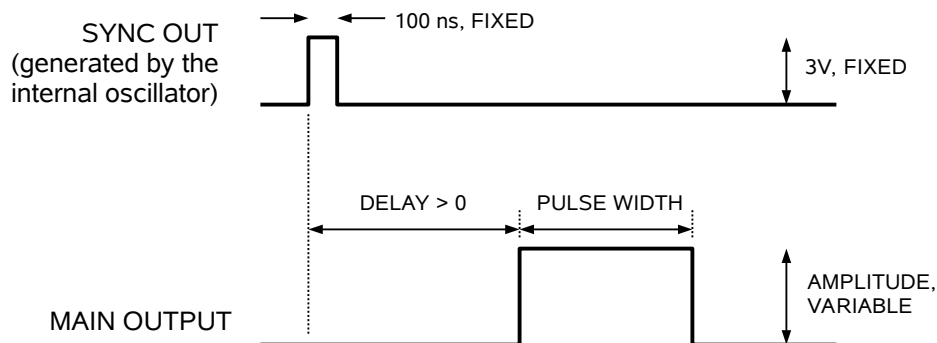 SYNC OUT
(generated by the
internal oscillator)
100 ns, FIXED
3V, FIXED
DELAY > 0
PULSE WIDTH
MAIN OUTPUT
AMPLITUDE,
VARIABLE